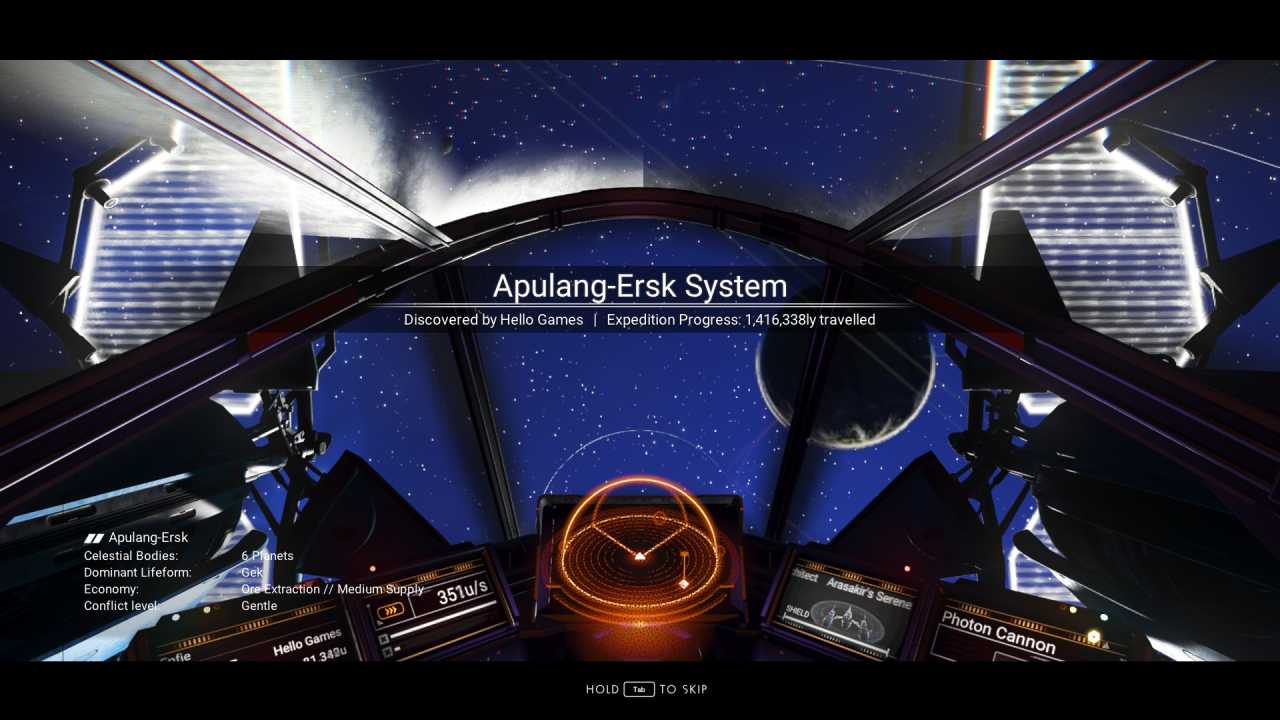 Apulang-Ersk System
Discovered by Hello Games | Expedition Progress: 1,416,338ly travelled
Apulang-Ersk
Celestial Bodies: 6 Planets
Dominant Lifeform: Gek
Economy: Ore Extraction // Medium Supply
Conflict level: Gentle
Hello Games
351u/s
Arasaki's Serene
SHIELD
Photon Cannon
HOLD Tab TO SKIP